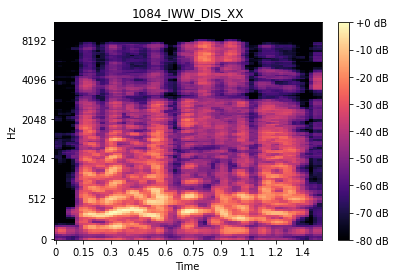 1084_IWW_DIS_XX
8192
4096
2048
1024
512
0
Hz
0 0.15 0.3 0.45 0.6 0.75 0.9 1.1 1.2 1.4
Time
+0 dB
-10 dB
-20 dB
-30 dB
-40 dB
-50 dB
-60 dB
-70 dB
-80 dB